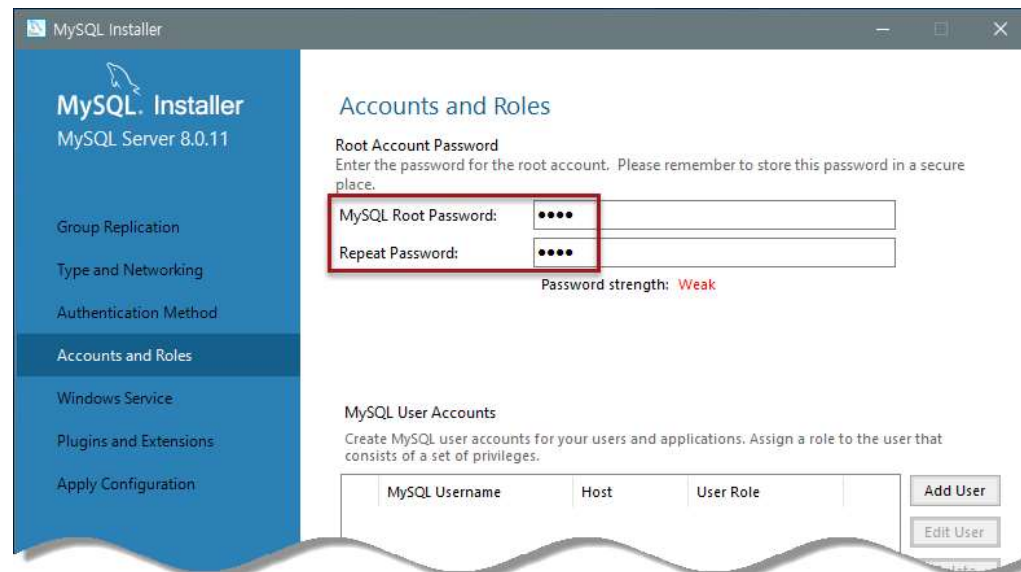 MySQL Installer
MySQL. Installer
MySQL Server 8.0.11
Group Replication
Type and Networking
Authentication Method
Accounts and Roles
Windows Service
Plugins and Extensions
Apply Configuration
Accounts and Roles
Root Account Password
Enter the password for the root account. Please remember to store this password in a secure
place.
MySQL Root Password: ●●●●
Repeat Password: ●●●●
Password strength: Weak
MySQL User Accounts
Create MySQL user accounts for your users and applications. Assign a role to the user that
consists of a set of privileges.
MySQL Username Host User Role
Add User
Edit User